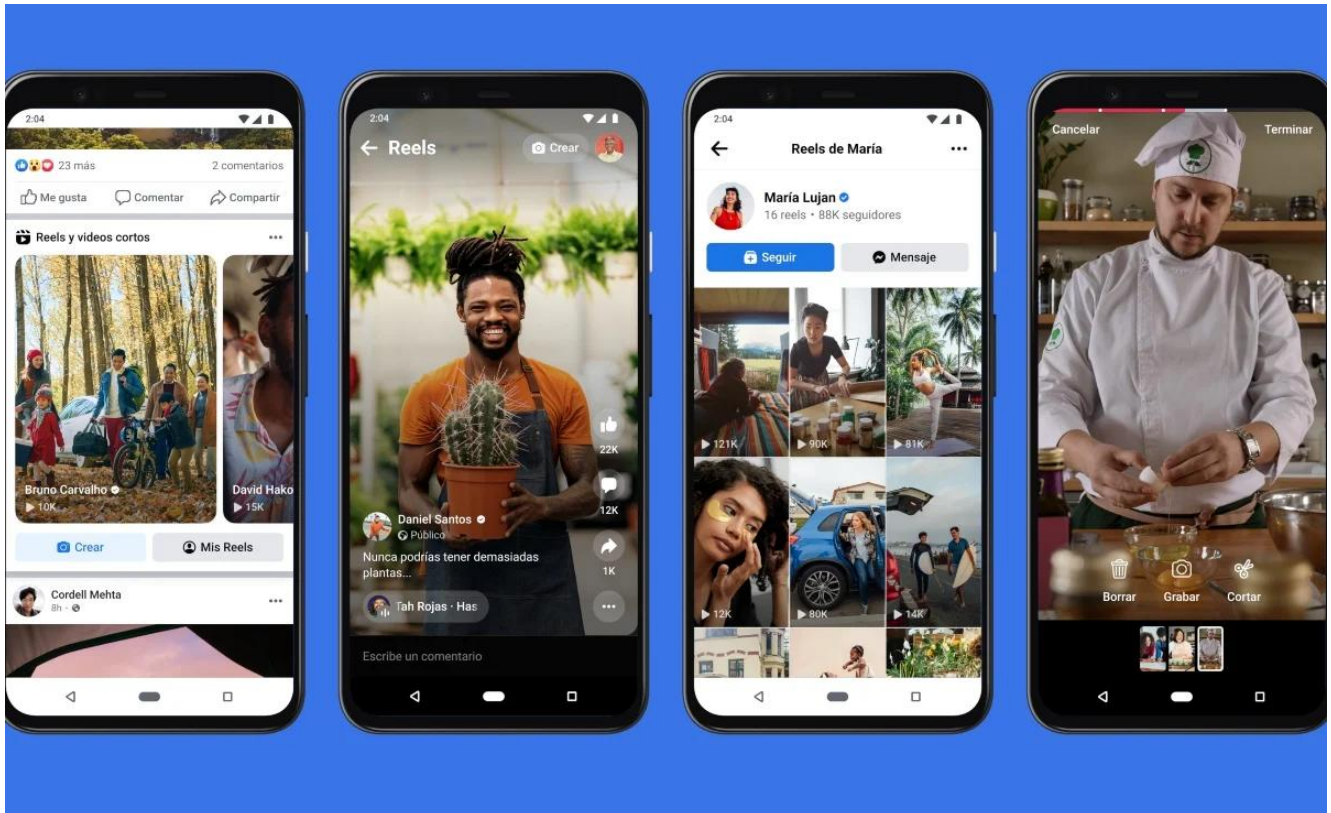 2:04
23 más 2 comentarios
Me gusta Comentar Compartir
Reels y videos cortos
Bruno Carvalho
10K
David Hako
15K
Crear Mis Reels
Cordell Mehta
8h
2:04
Reels Crear
22K
12K
1K
Daniel Santos
Público
Nunca podrías tener demasiadas
plantas...
Tah Rojas · Has
Escribe un comentario
2:04
Reels de María
María Lujan
16 reels • 88K seguidores
Seguir Mensaje
121K 90K 81K
12K 80K 14K
Cancelar Terminar
Borrar Grabar Cortar